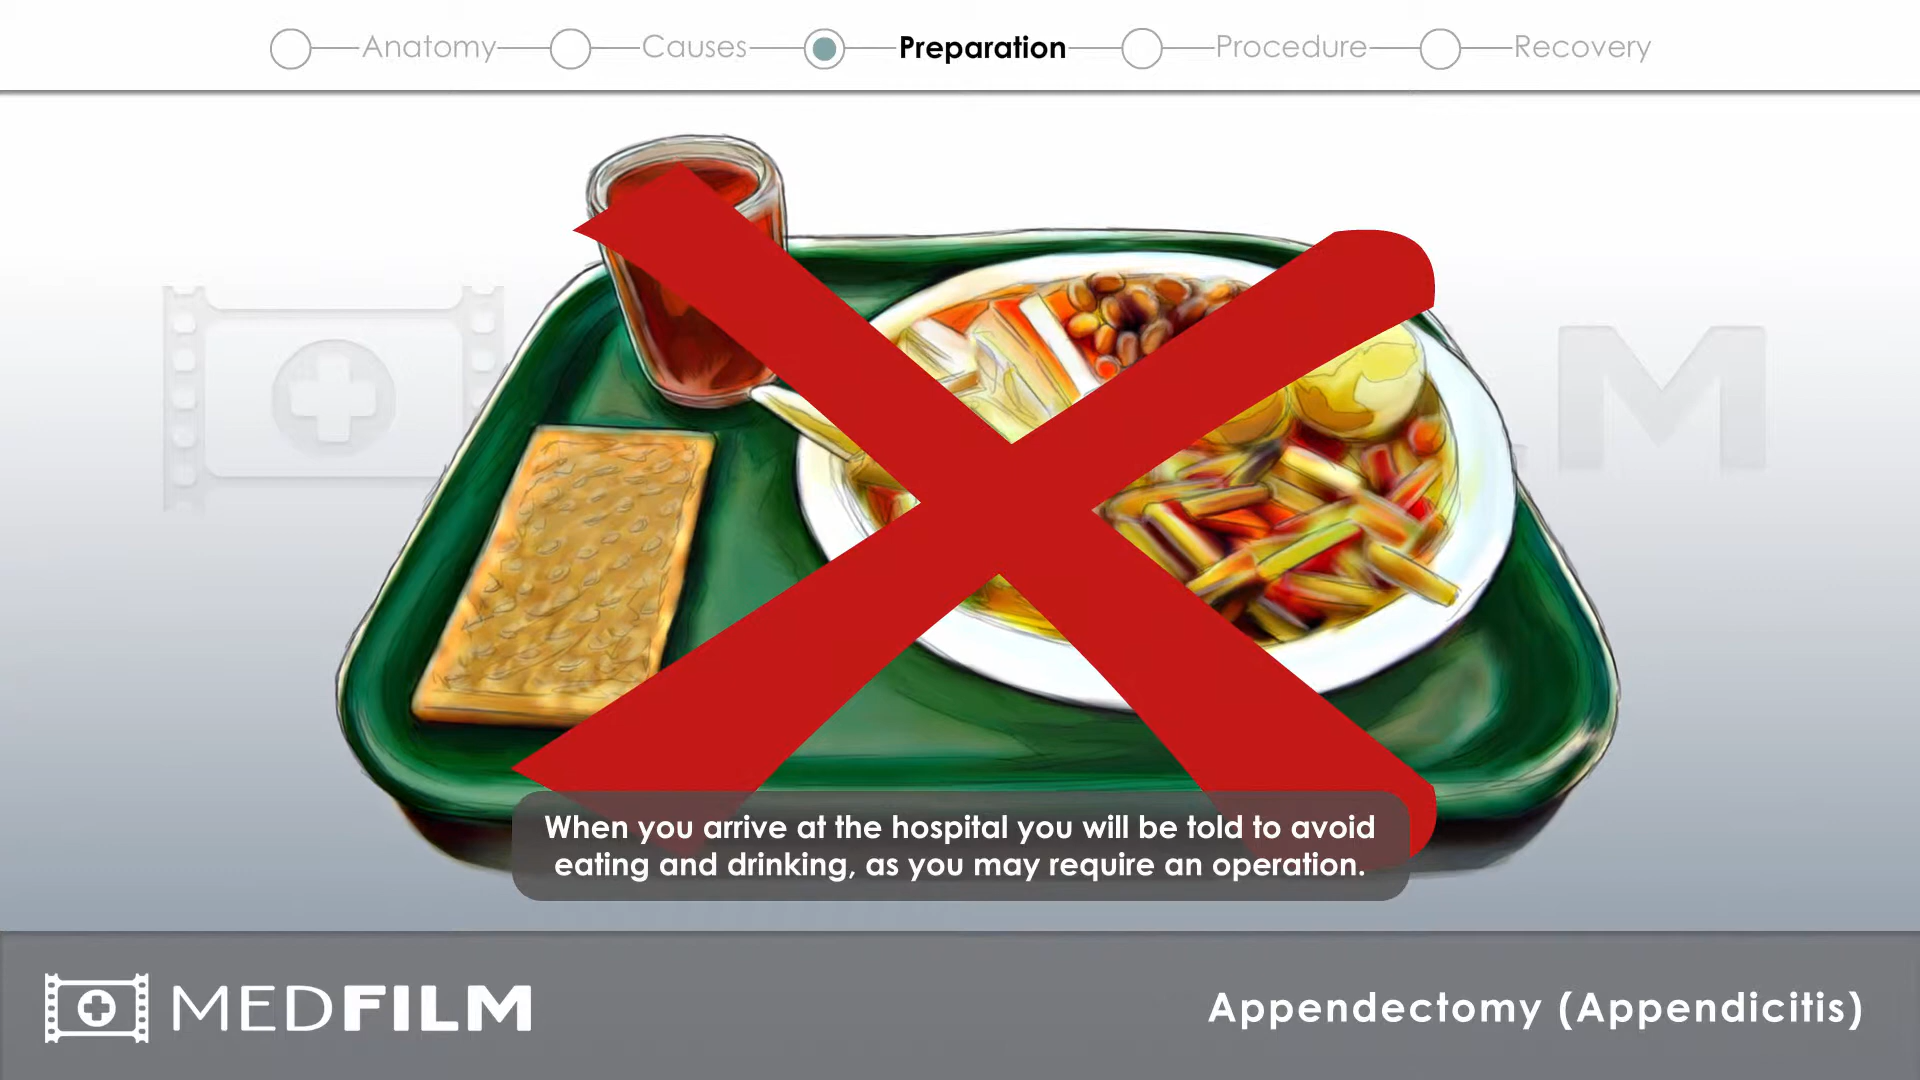 Anatomy Causes Preparation Procedure Recovery
M
When you arrive at the hospital you will be told to avoid
eating and drinking, as you may require an operation.
MEDFILM
Appendectomy (Appendicitis)